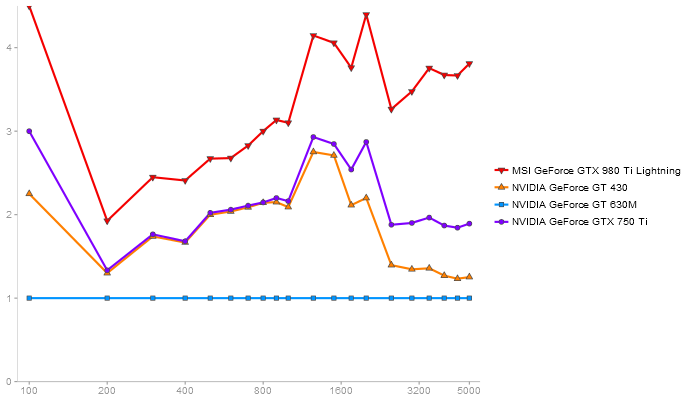 4
3
2
1
0
100 200 400 800 1600 3200 5000
MSI GeForce GTX 980 Ti Lightning
NVIDIA GeForce GT 430
NVIDIA GeForce GT 630M
NVIDIA GeForce GTX 750 Ti